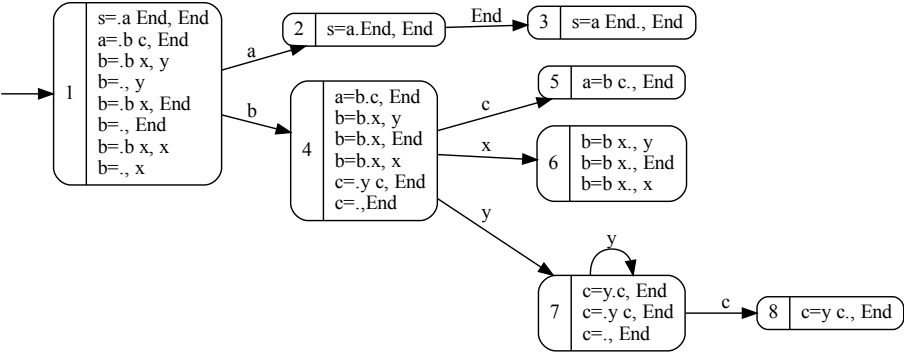 1
s=.a End, End
a=.b c, End
b=.b x, y
b=., y
b=.b x, End
b=., End
b=.b x, x
b=., x
a
b
2
s=a.End, End
End
3
s=a End., End
4
a=b.c, End
b=b.x, y
b=b.x, End
b=b.x, x
c=.y c, End
c=.,End
c
x
y
5
a=b c., End
6
b=b x., y
b=b x., End
b=b x., x
y
7
c=y.c, End
c=.y c, End
c=., End
c
8
c=y c., End